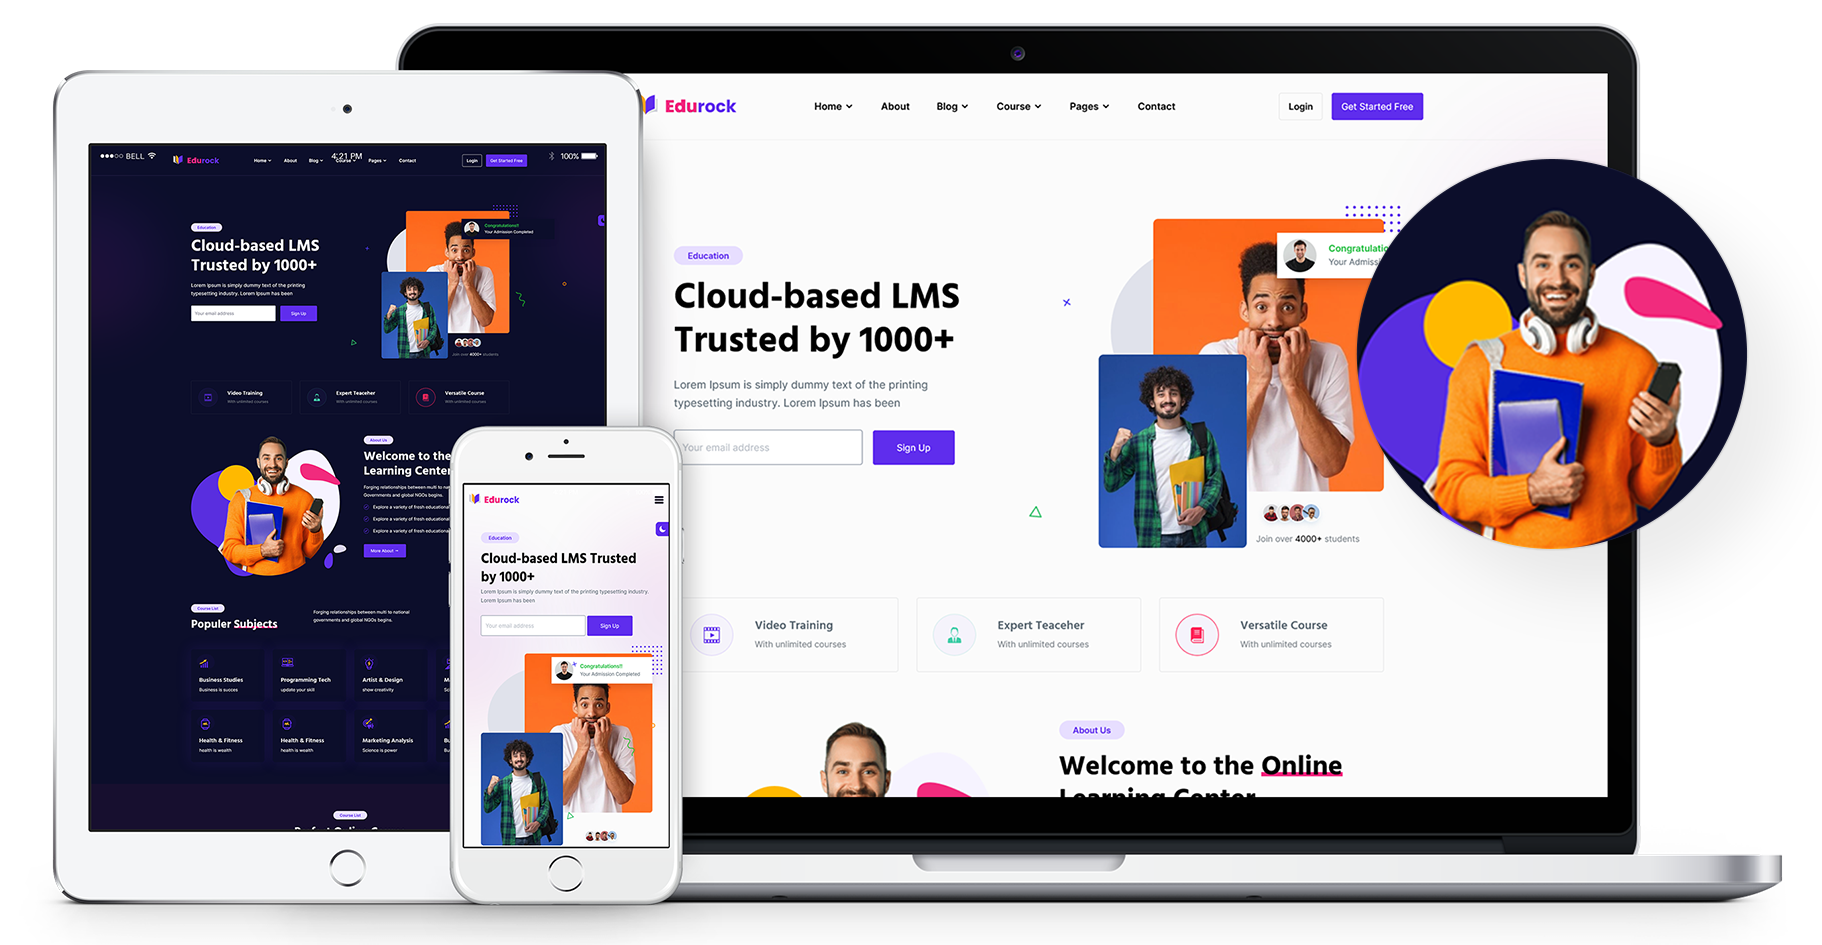 ●●●○○ BELL
4:21 PM
100%
Edurock
Home
About
Blog
Course
Pages
Contact
Login
Get Started Free
Education
Cloud-based LMS
Trusted by 1000+
Lorem Ipsum is simply dummy text of the printing
typesetting industry. Lorem Ipsum has been
Your email address
Sign Up
Congratulations!!
Your Admission Completed
Join over 4000+ students
Video Training
With unlimited courses
Expert Teaceher
With unlimited courses
Versatile Course
With unlimited courses
About Us
Welcome to the
Learning Center
Forging relationships between multi to nat
Governments and global NGOs begins.
Explore a variety of fresh educational
Explore a variety of fresh educational
Explore a variety of fresh educational
More About →
Course List
Populer Subjects
Forging relationships between multi to national
governments and global NGOs begins.
Business Studies
Business is succes
Programming Tech
update your skill
Artist & Design
show creativity
M
Sc
Health & Fitness
health is wealth
Health & Fitness
health is wealth
Marketing Analysis
Science is power
Bu
Bu
Course List
Edurock
Education
Cloud-based LMS Trusted
by 1000+
Lorem Ipsum is simply dummy text of the printing typesetting industry.
Lorem Ipsum has been
Your email address
Sign Up
Congratulations!!
Your Admission Completed
Edurock
Home
About
Blog
Course
Pages
Contact
Login
Get Started Free
Education
Cloud-based LMS
Trusted by 1000+
Lorem Ipsum is simply dummy text of the printing
typesetting industry. Lorem Ipsum has been
Your email address
Sign Up
Congratulatio
Your Admiss
Join over 4000+ students
Video Training
With unlimited courses
Expert Teaceher
With unlimited courses
Versatile Course
With unlimited courses
About Us
Welcome to the Online
Learning Center